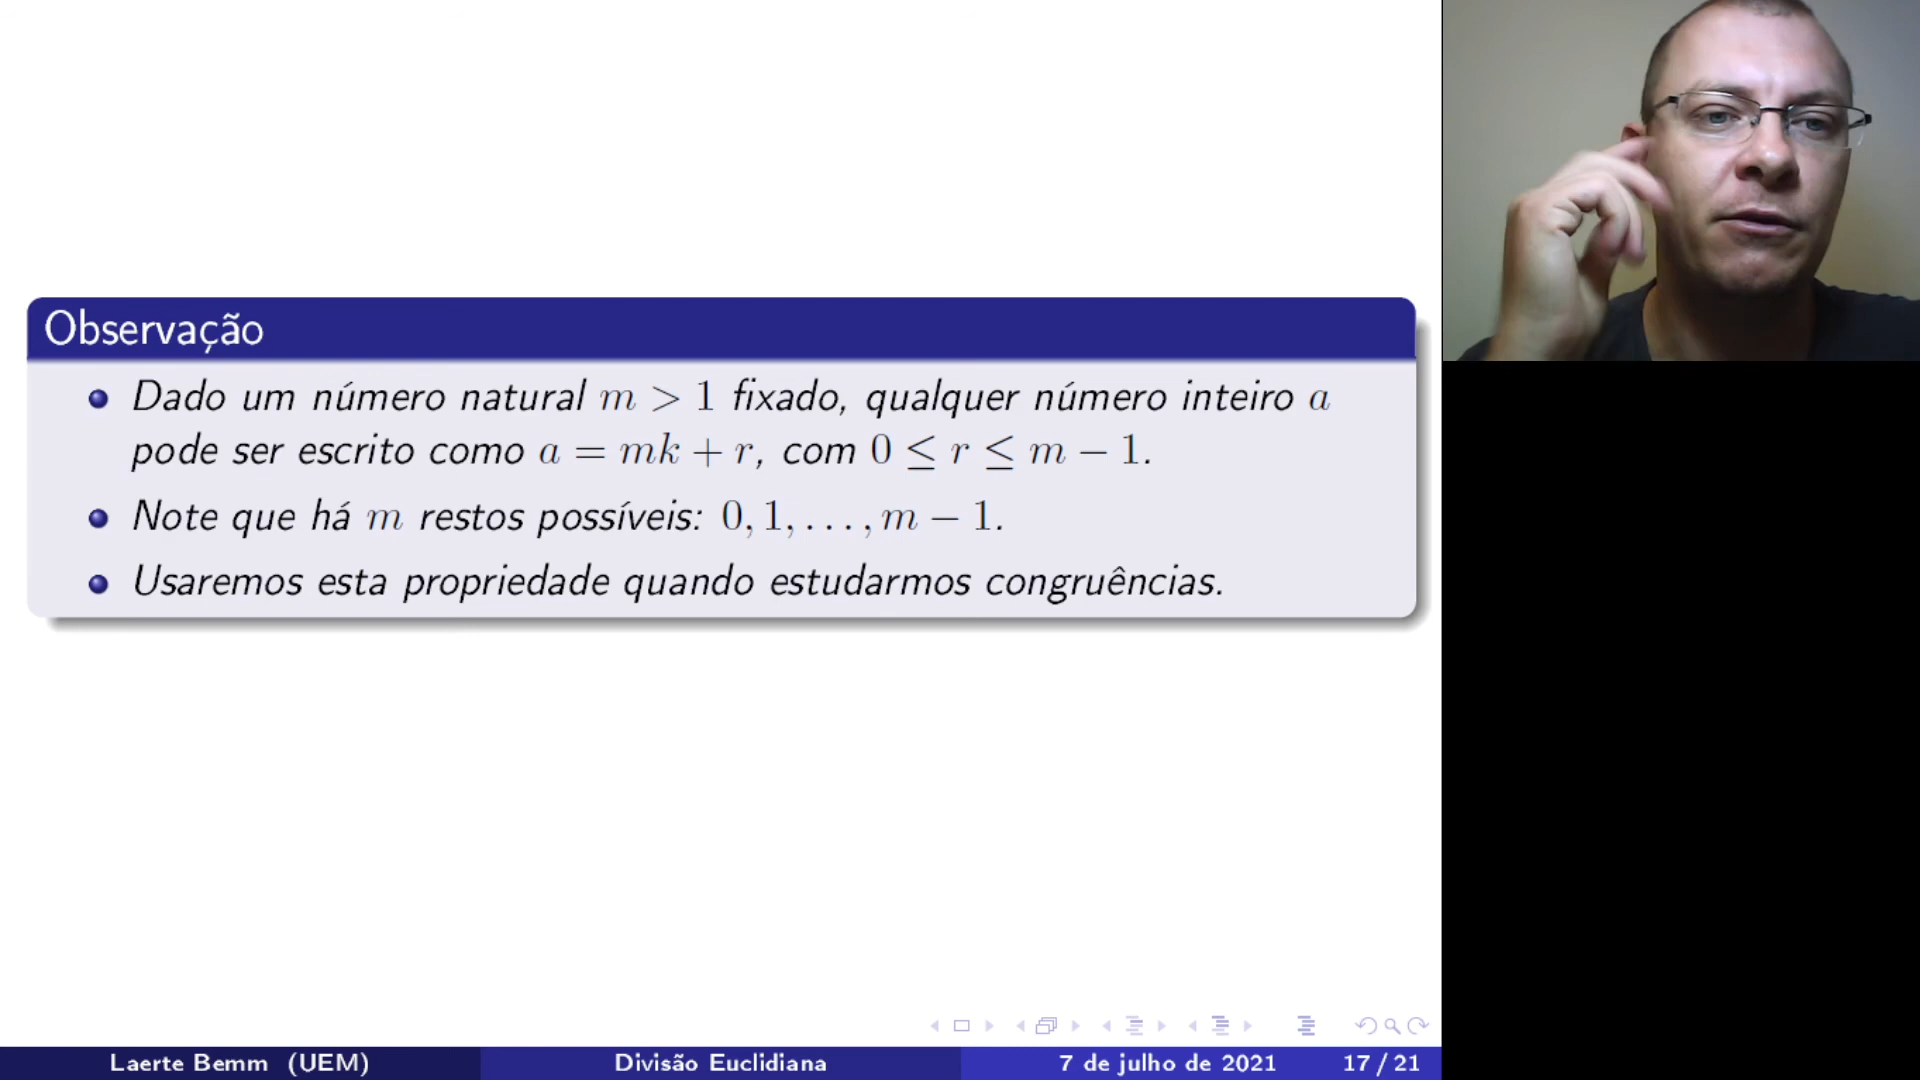 Observação
Dado um número natural m > 1 fixado, qualquer número inteiro a
pode ser escrito como a = mk + r, com 0 ≤ r ≤ m − 1.
Note que há m restos possíveis: 0, 1, . . . , m − 1.
Usaremos esta propriedade quando estudarmos congruências.
Laerte Bemm (UEM)
Divisão Euclidiana
7 de julho de 2021
17 / 21